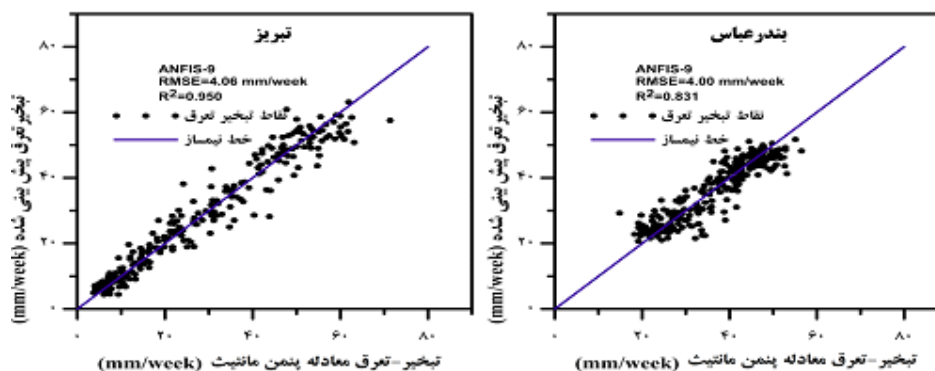 تبریز
ANFIS-9
RMSE=4.06 mm/week
R²=0.950
نقاط تبخیر تعرق
خط نیمساز
۸۰
۶۰
۴۰
۲۰
۰
۰ ۲۰ ۴۰ ۶۰ ۸۰
تبخیرتعرق پیش بینی شده (mm/week)
تبخیر-تعرق معادله پنمن مانتیث (mm/week)
بندرعباس
ANFIS-9
RMSE=4.00 mm/week
R²=0.831
نقاط تبخیر تعرق
خط نیمساز
۸۰
۶۰
۴۰
۲۰
۰
۰ ۲۰ ۴۰ ۶۰ ۸۰
تبخیرتعرق پیش بینی شده (mm/week)
تبخیر-تعرق معادله پنمن مانتیث (mm/week)